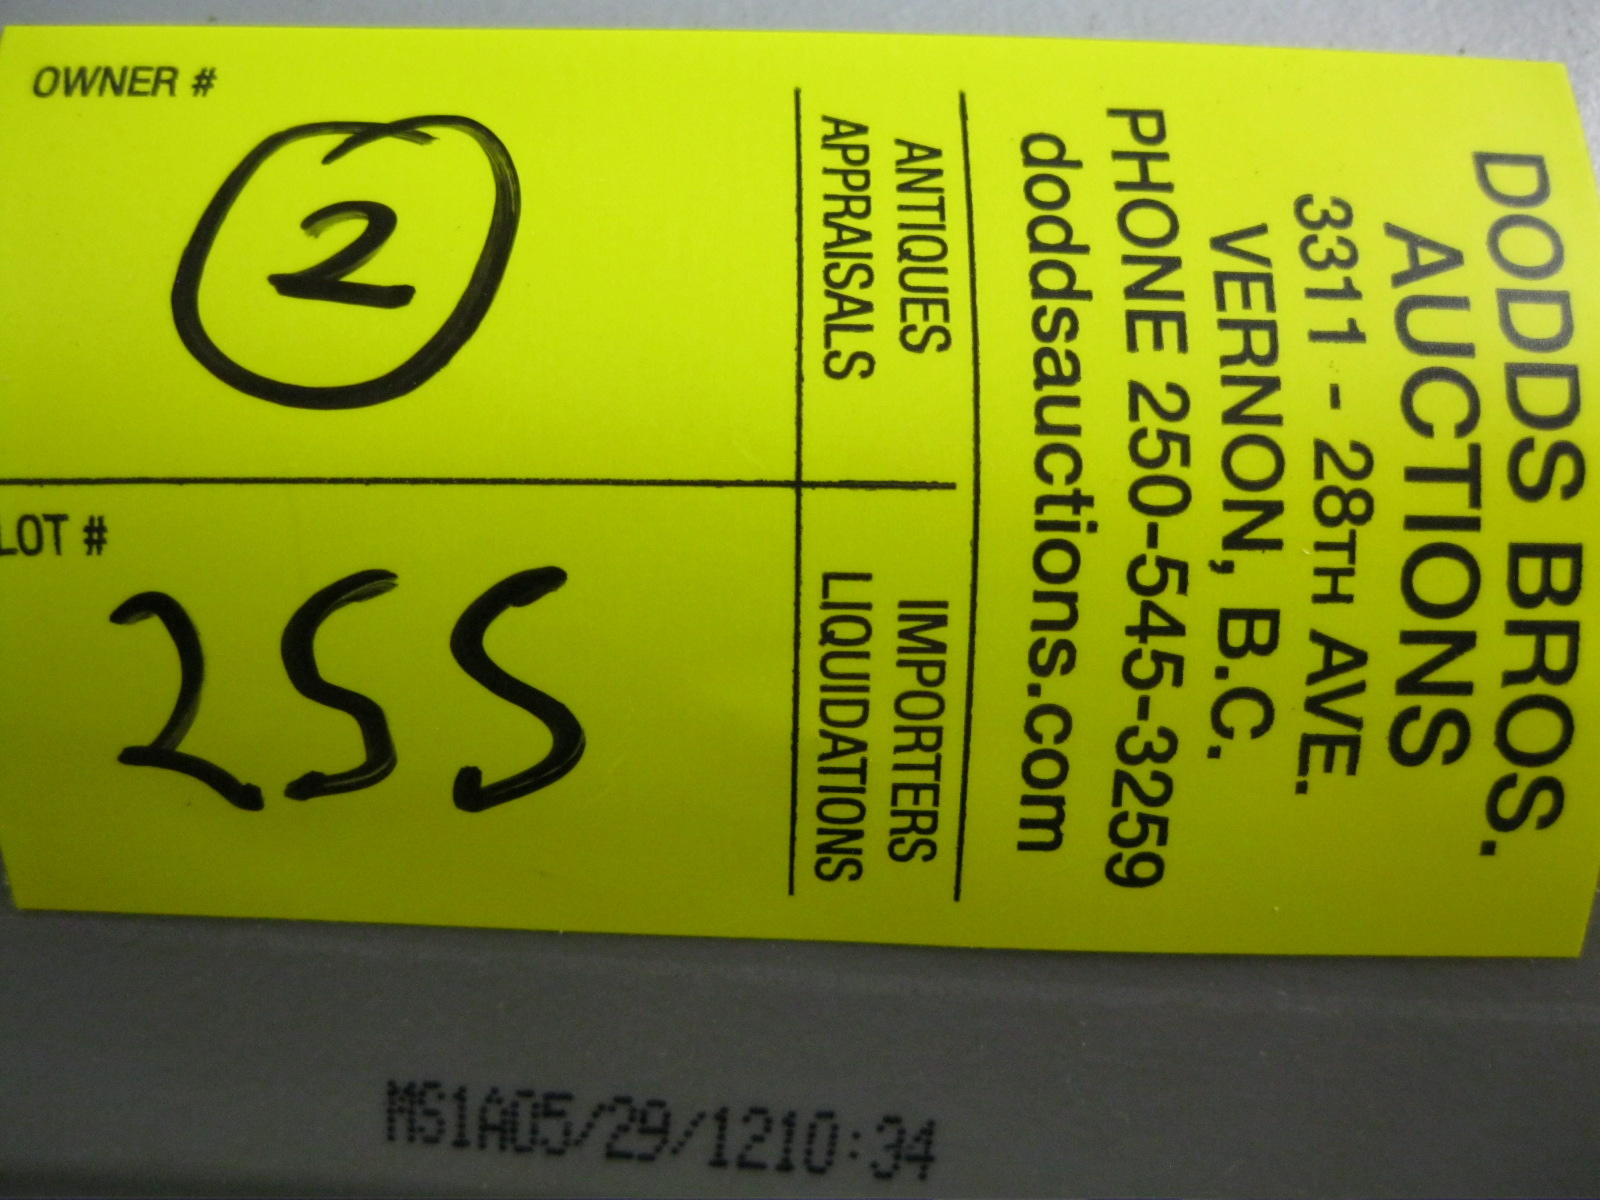 DODDS BROS.
AUCTIONS
3311 - 28TH AVE.
VERNON, B.C.
PHONE 250-545-3259
doddsauctions.com
ANTIQUES
APPRAISALS
IMPORTERS
LIQUIDATIONS
OWNER #
2
LOT #
255
MS1A05/29/1210:34